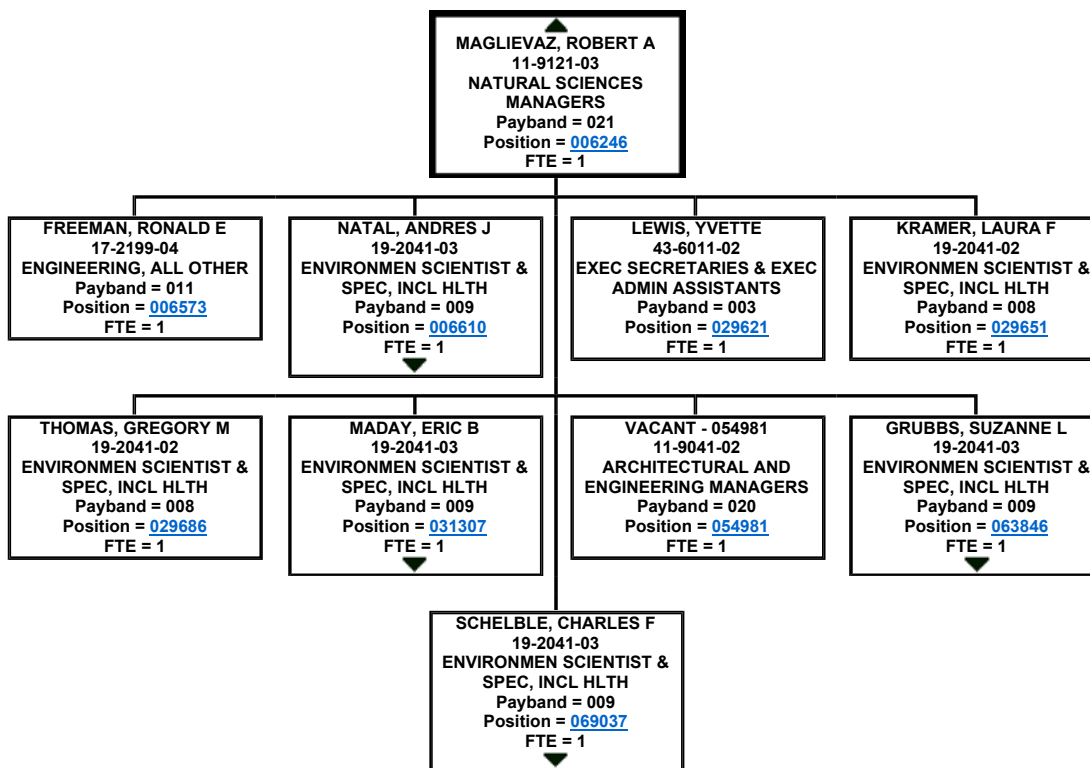 MAGLIEVAZ, ROBERT A
11-9121-03
NATURAL SCIENCES
MANAGERS
Payband = 021
Position = 006246
FTE = 1
FREEMAN, RONALD E
17-2199-04
ENGINEERING, ALL OTHER
Payband = 011
Position = 006573
FTE = 1
NATAL, ANDRES J
19-2041-03
ENVIRONMEN SCIENTIST &
SPEC, INCL HLTH
Payband = 009
Position = 006610
FTE = 1
LEWIS, YVETTE
43-6011-02
EXEC SECRETARIES & EXEC
ADMIN ASSISTANTS
Payband = 003
Position = 029621
FTE = 1
KRAMER, LAURA F
19-2041-02
ENVIRONMEN SCIENTIST &
SPEC, INCL HLTH
Payband = 008
Position = 029651
FTE = 1
THOMAS, GREGORY M
19-2041-02
ENVIRONMEN SCIENTIST &
SPEC, INCL HLTH
Payband = 008
Position = 029686
FTE = 1
MADAY, ERIC B
19-2041-03
ENVIRONMEN SCIENTIST &
SPEC, INCL HLTH
Payband = 009
Position = 031307
FTE = 1
VACANT - 054981
11-9041-02
ARCHITECTURAL AND
ENGINEERING MANAGERS
Payband = 020
Position = 054981
FTE = 1
GRUBBS, SUZANNE L
19-2041-03
ENVIRONMEN SCIENTIST &
SPEC, INCL HLTH
Payband = 009
Position = 063846
FTE = 1
SCHELBLE, CHARLES F
19-2041-03
ENVIRONMEN SCIENTIST &
SPEC, INCL HLTH
Payband = 009
Position = 069037
FTE = 1